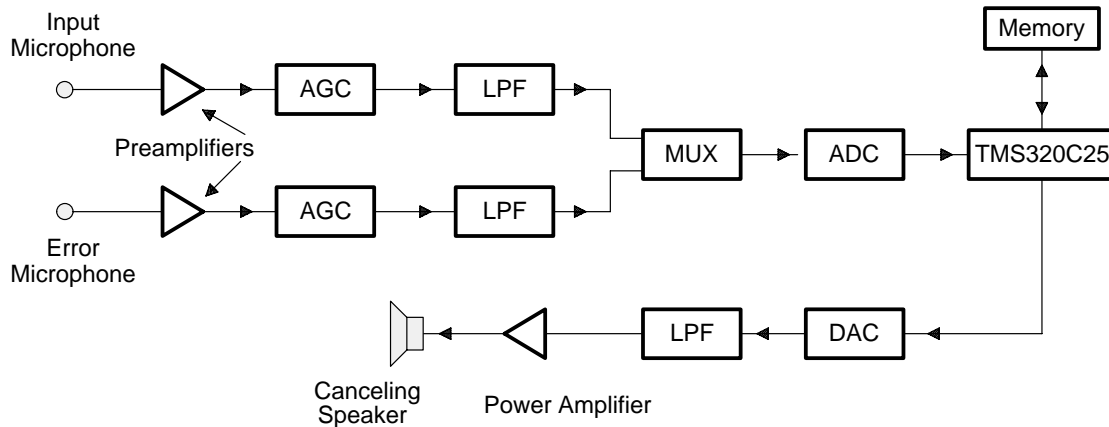 Input
Microphone
Memory
AGC
LPF
Preamplifiers
MUX
ADC
TMS320C25
AGC
LPF
Error
Microphone
LPF
DAC
Canceling
Speaker
Power Amplifier